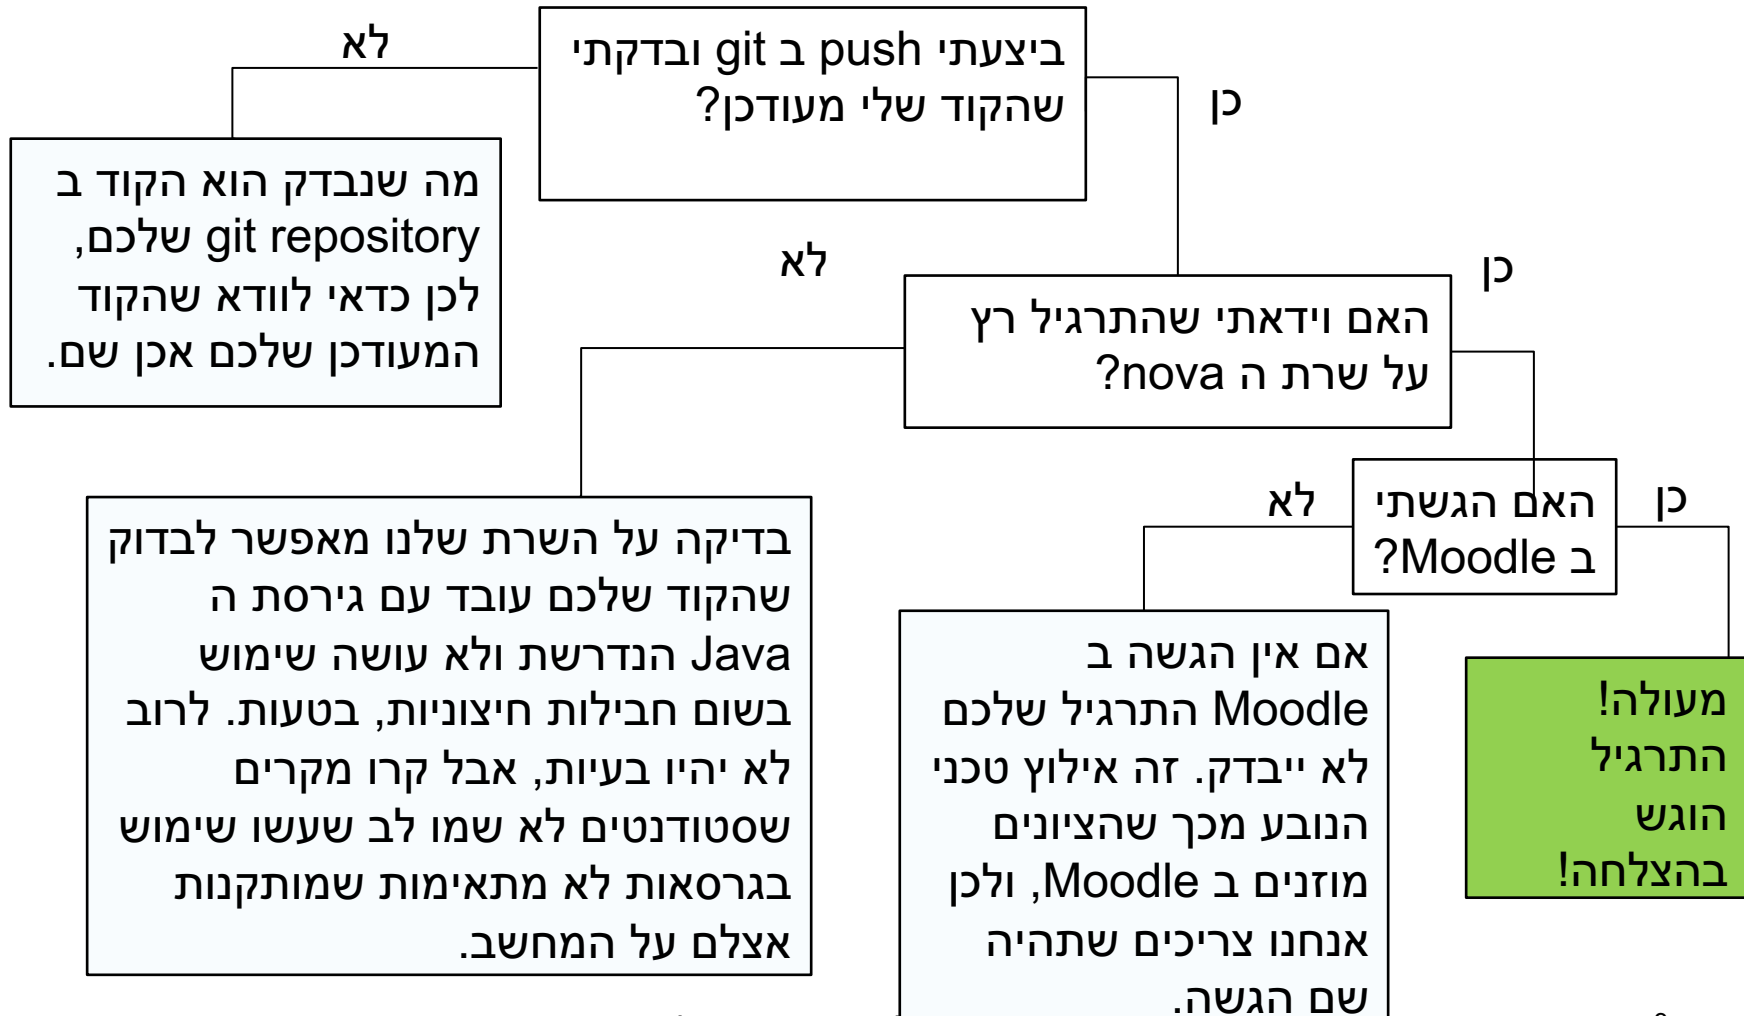 ביצעתי push ב git ובדקתי
שהקוד שלי מעודכן?
לא
כן
מה שנבדק הוא הקוד ב
git repository שלכם,
לכן כדאי לוודא שהקוד
המעודכן שלכם אכן שם.
האם וידאתי שהתרגיל רץ
על שרת ה nova?
לא
כן
בדיקה על השרת שלנו מאפשר לבדוק
שהקוד שלכם עובד עם גירסת ה
Java הנדרשת ולא עושה שימוש
בשום חבילות חיצוניות, בטעות. לרוב
לא יהיו בעיות, אבל קרו מקרים
שסטודנטים לא שמו לב שעשו שימוש
בגרסאות לא מתאימות שמותקנות
אצלם על המחשב.
האם הגשתי
ב Moodle?
לא
כן
אם אין הגשה ב
Moodle התרגיל שלכם
לא ייבדק. זה אילוץ טכני
הנובע מכך שהציונים
מוזנים ב Moodle, ולכן
אנחנו צריכים שתהיה
שם הגשה.
מעולה!
התרגיל
הוגש
בהצלחה!